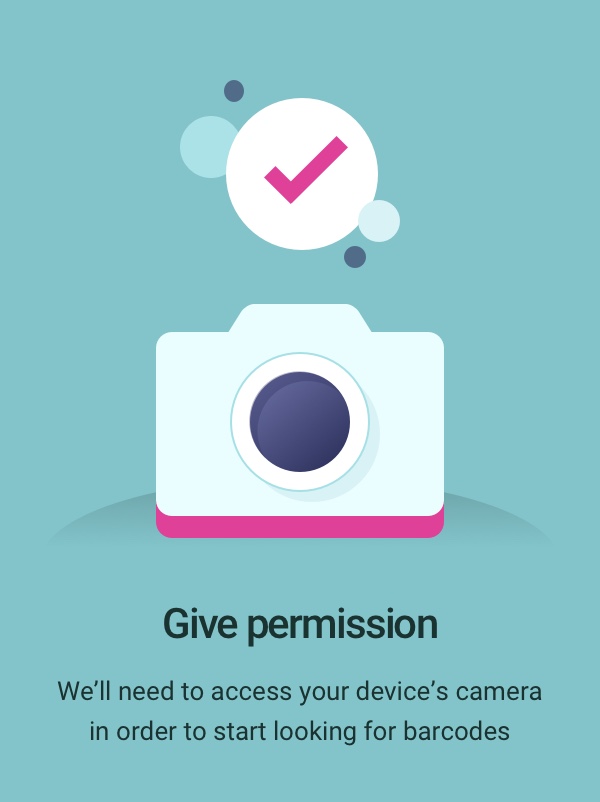 Give permission
We’ll need to access your device’s camera
in order to start looking for barcodes